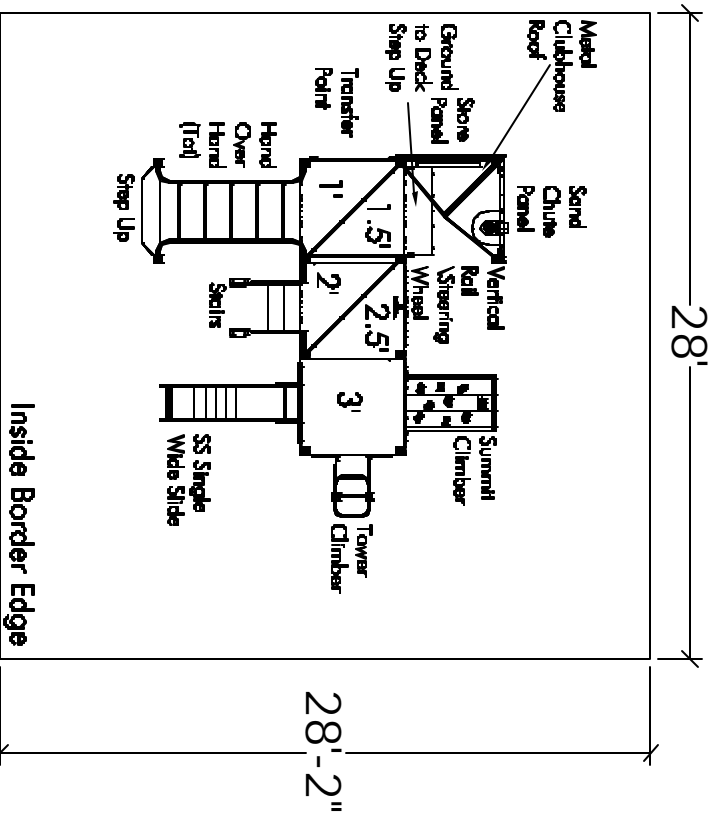 28'
28'-2"
Metal
Clubhouse
Roof
Sand
Chute
Panel
Ground
to Deck
Step Up
Store
Panel
Vertical
Rail
\Steering
Wheel
Transfer
Point
Hand
Over
Hand
(Tot)
Step Up
1'
1.5'
2'
2.5'
3'
Stairs
Summit
Climber
SS Single
Wide Slide
Tower
Climber
Inside Border Edge